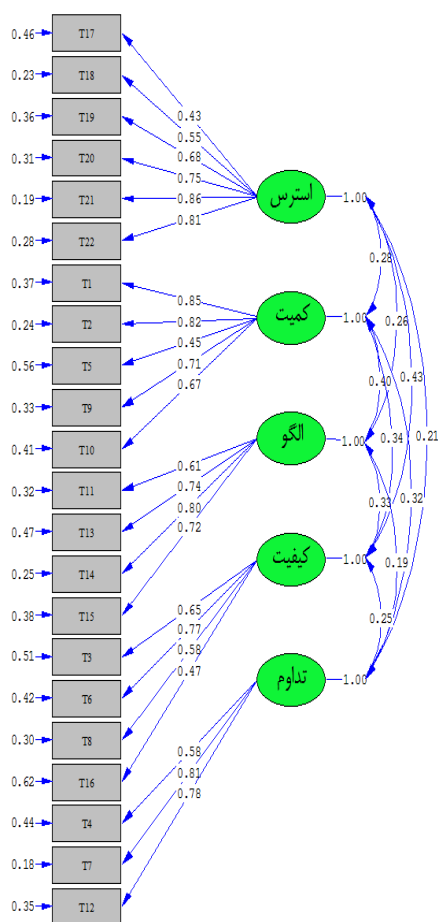 0.46 T17
0.23 T18
0.36 T19
0.31 T20
0.19 T21
0.28 T22
0.37 T1
0.24 T2
0.56 T5
0.33 T9
0.41 T10
0.32 T11
0.47 T13
0.25 T14
0.38 T15
0.51 T3
0.42 T6
0.30 T8
0.62 T16
0.44 T4
0.18 T7
0.35 T12
0.43
0.55
0.68
0.75
0.86
0.81
0.85
0.82
0.45
0.71
0.67
0.61
0.74
0.80
0.72
0.65
0.77
0.58
0.47
0.58
0.81
0.78
استرس 1.00
کمیت 1.00
الگو 1.00
کیفیت 1.00
تداوم 1.00
0.28
0.26
0.43
0.21
0.40
0.34
0.32
0.33
0.19
0.25